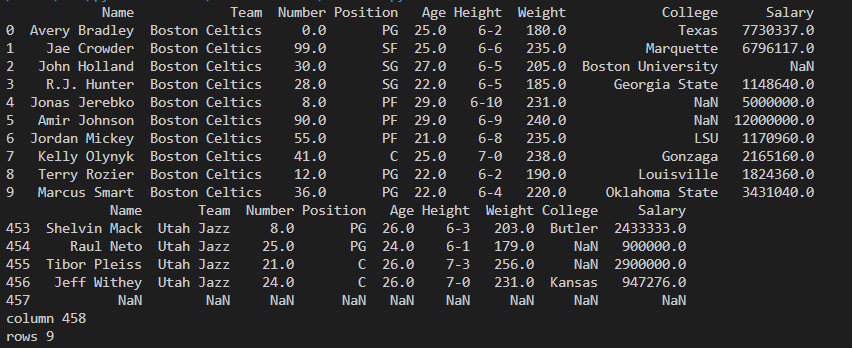 Name Team Number Position Age Height Weight College Salary
0 Avery Bradley Boston Celtics 0.0 PG 25.0 6-2 180.0 Texas 7730337.0
1 Jae Crowder Boston Celtics 99.0 SF 25.0 6-6 235.0 Marquette 6796117.0
2 John Holland Boston Celtics 30.0 SG 27.0 6-5 205.0 Boston University NaN
3 R.J. Hunter Boston Celtics 28.0 SG 22.0 6-5 185.0 Georgia State 1148640.0
4 Jonas Jerebko Boston Celtics 8.0 PF 29.0 6-10 231.0 NaN 5000000.0
5 Amir Johnson Boston Celtics 90.0 PF 29.0 6-9 240.0 NaN 12000000.0
6 Jordan Mickey Boston Celtics 55.0 PF 21.0 6-8 235.0 LSU 1170960.0
7 Kelly Olynyk Boston Celtics 41.0 C 25.0 7-0 238.0 Gonzaga 2165160.0
8 Terry Rozier Boston Celtics 12.0 PG 22.0 6-2 190.0 Louisville 1824360.0
9 Marcus Smart Boston Celtics 36.0 PG 22.0 6-4 220.0 Oklahoma State 3431040.0
Name Team Number Position Age Height Weight College Salary
453 Shelvin Mack Utah Jazz 8.0 PG 26.0 6-3 203.0 Butler 2433333.0
454 Raul Neto Utah Jazz 25.0 PG 24.0 6-1 179.0 NaN 900000.0
455 Tibor Pleiss Utah Jazz 21.0 C 26.0 7-3 256.0 NaN 2900000.0
456 Jeff Withey Utah Jazz 24.0 C 26.0 7-0 231.0 Kansas 947276.0
457 NaN NaN NaN NaN NaN NaN NaN NaN NaN
column 458
rows 9